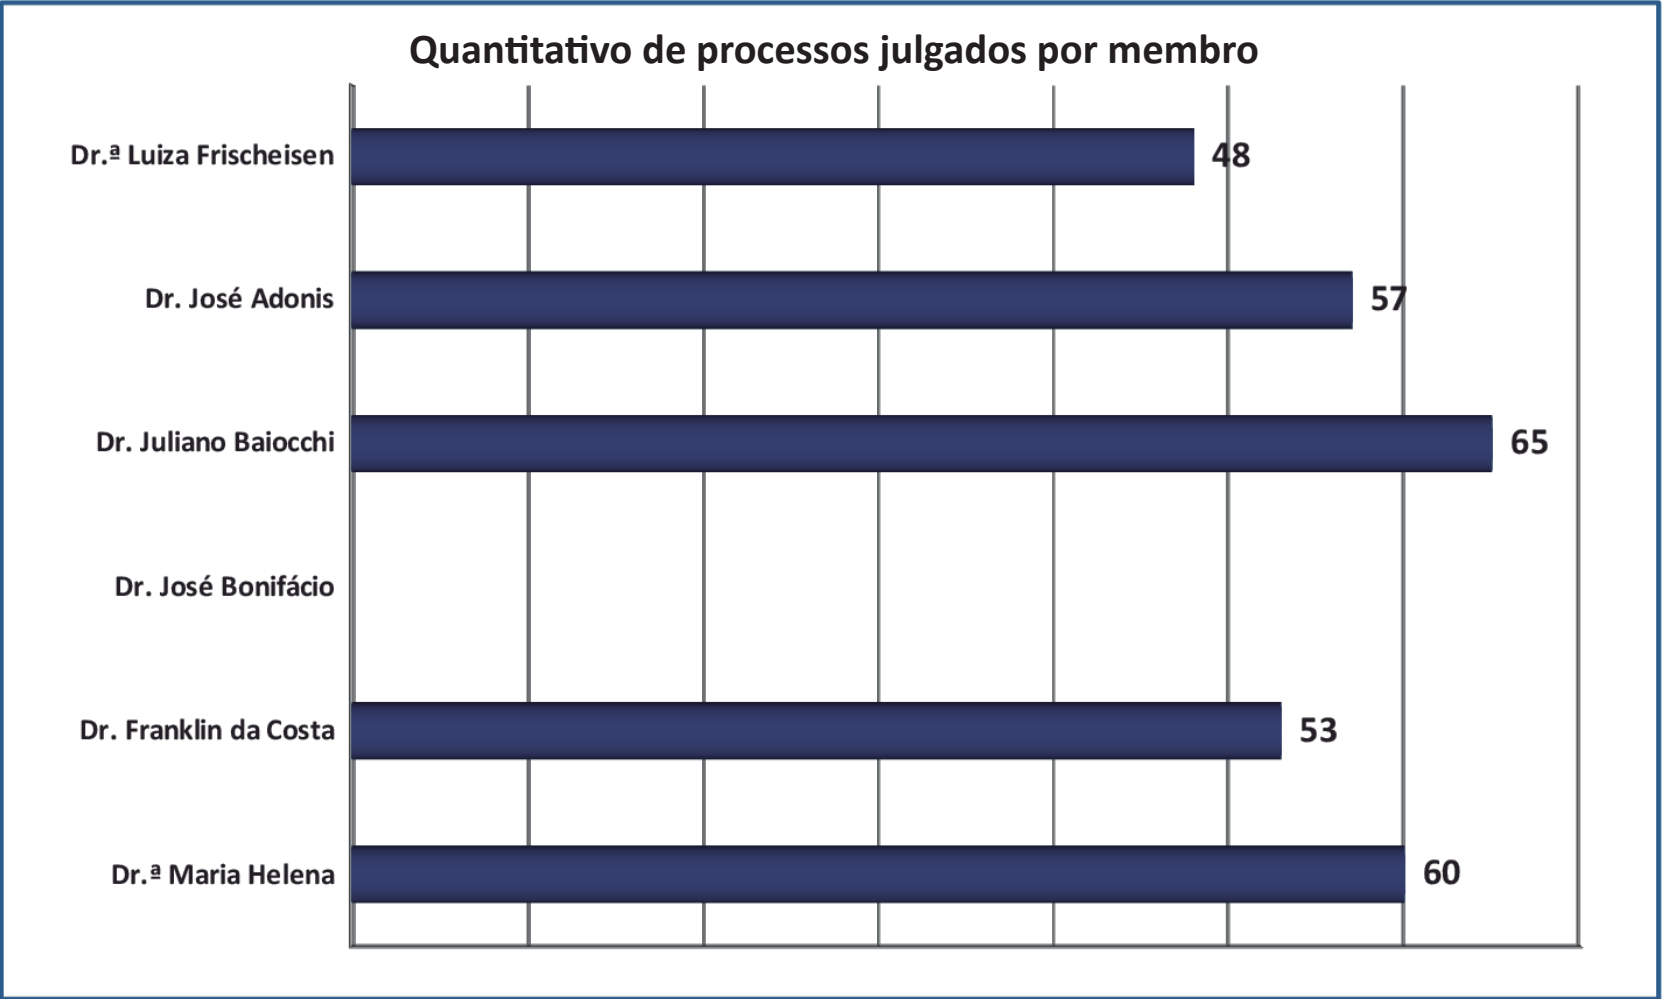 Quantitativo de processos julgados por membro
Dr.ª Luiza Frischeisen 48
Dr. José Adonis 57
Dr. Juliano Baiocchi 65
Dr. José Bonifácio
Dr. Franklin da Costa 53
Dr.ª Maria Helena 60